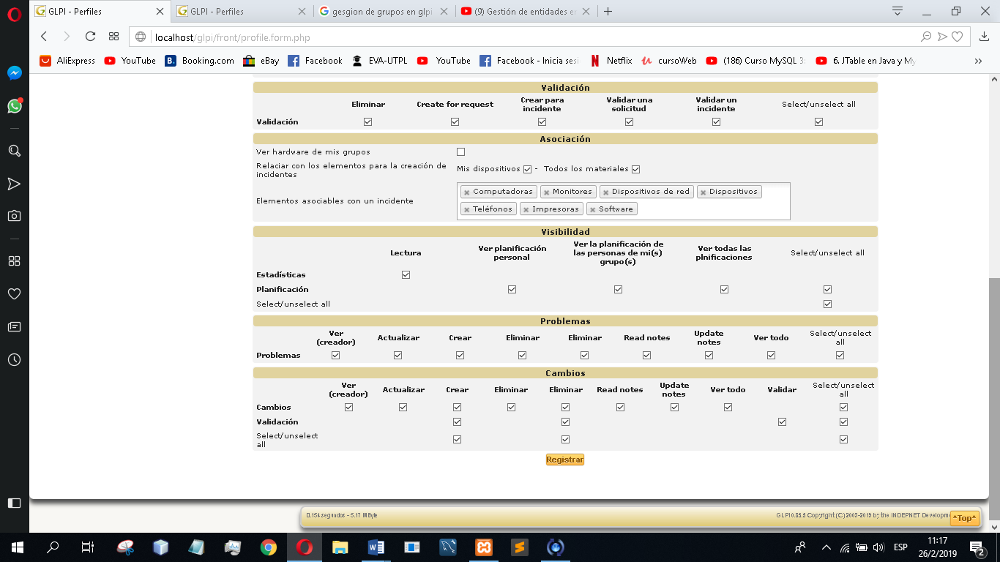 GLPI - Perfiles
GLPI - Perfiles
gesgion de grupos en glpi
(9) Gestión de entidades en
localhost/glpi/front/profile.form.php
AliExpress YouTube Booking.com eBay Facebook EVA-UTPL YouTube Facebook - Inicia sesi Netflix cursoWeb (186) Curso MySQL 3: 6. JTable en Java y My
Validación
Eliminar Create for request Crear para incidente Validar una solicitud Validar un incidente Select/unselect all
Validación
Asociación
Ver hardware de mis grupos
Relaciar con los elementos para la creación de incidentes Mis dispositivos - Todos los materiales
Elementos asociables con un incidente
Computadoras Monitores Dispositivos de red Dispositivos
Teléfonos Impresoras Software
Visibilidad
Lectura Ver planificación personal Ver la planificación de las personas de mi(s) grupo(s) Ver todas las plnificaciones Select/unselect all
Estadísticas
Planificación
Select/unselect all
Problemas
Ver (creador) Actualizar Crear Eliminar Eliminar Read notes Update notes Ver todo Select/unselect all
Problemas
Cambios
Ver (creador) Actualizar Crear Eliminar Eliminar Read notes Update notes Ver todo Validar Select/unselect all
Cambios
Validación
Select/unselect all
Registrar
0.154 segundos - 5.17 MByte
GLPI 0.85.5 Copyright (C) 2003-2019 by the INDEPNET Developme
^Top^
ESP
11:17
26/2/2019
2